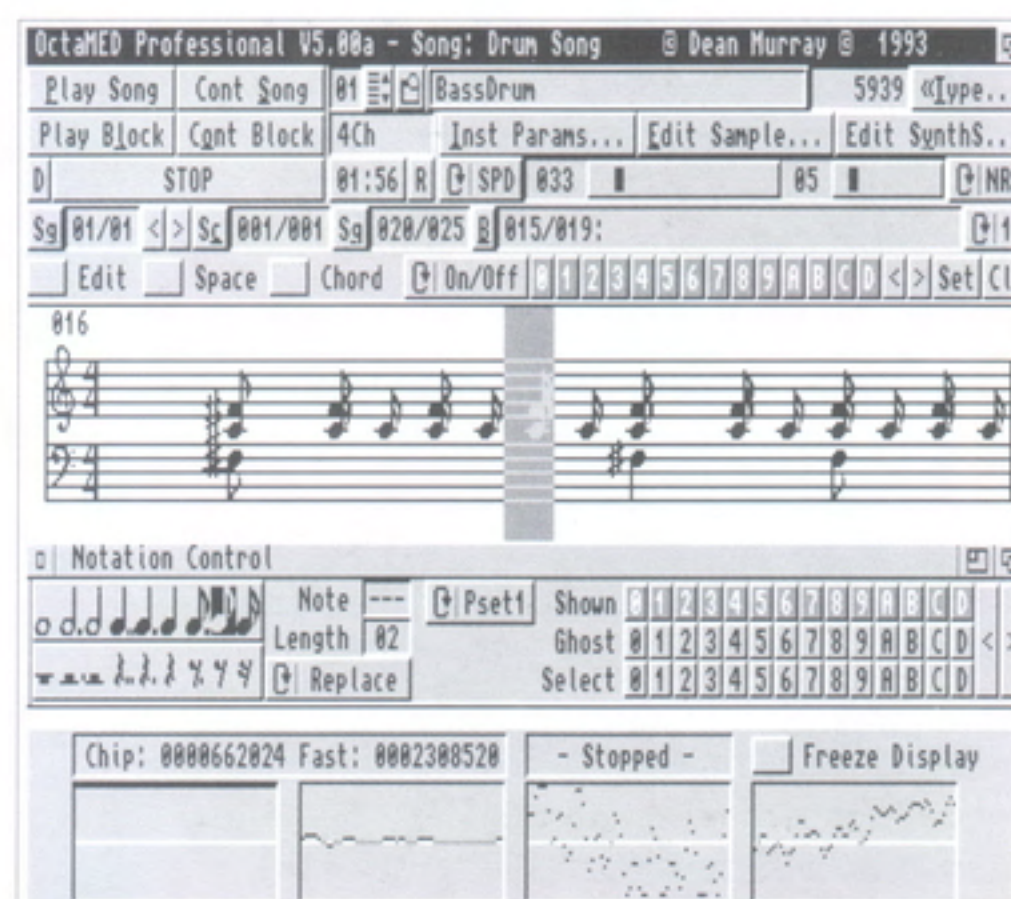 OctaMED Professional V5.00a - Song: Drum Song © Dean Murray © 1993
Play Song Cont Song 01 BassDrum 5939 «Type..
Play Block Cont Block 4Ch Inst Params... Edit Sample... Edit SynthS..
D STOP 01:56 R SPD 033 05 NR
Sg 01/01 < > Sc 001/001 Sg 020/025 B 015/019: 1
Edit Space Chord On/Off 0 1 2 3 4 5 6 7 8 9 A B C D < > Set Cl
016
Notation Control
Note --- Pset1 Shown 0 1 2 3 4 5 6 7 8 9 A B C D
Length 02 Ghost 0 1 2 3 4 5 6 7 8 9 A B C D < >
Replace Select 0 1 2 3 4 5 6 7 8 9 A B C D
Chip: 0000662024 Fast: 0002308520 - Stopped - Freeze Display